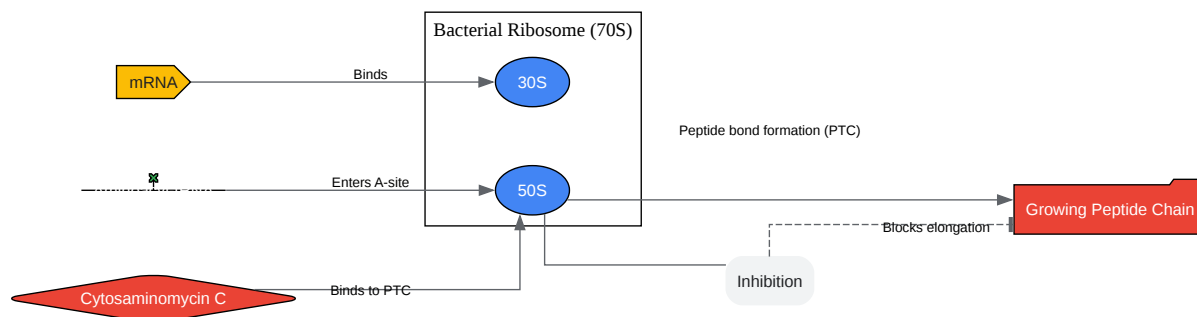 Bacterial Ribosome (70S)
mRNA
Binds
30S
Peptide bond formation (PTC)
Enters A-site
50S
Growing Peptide Chain
Blocks elongation
Inhibition
Cytosaminomycin C
Binds to PTC